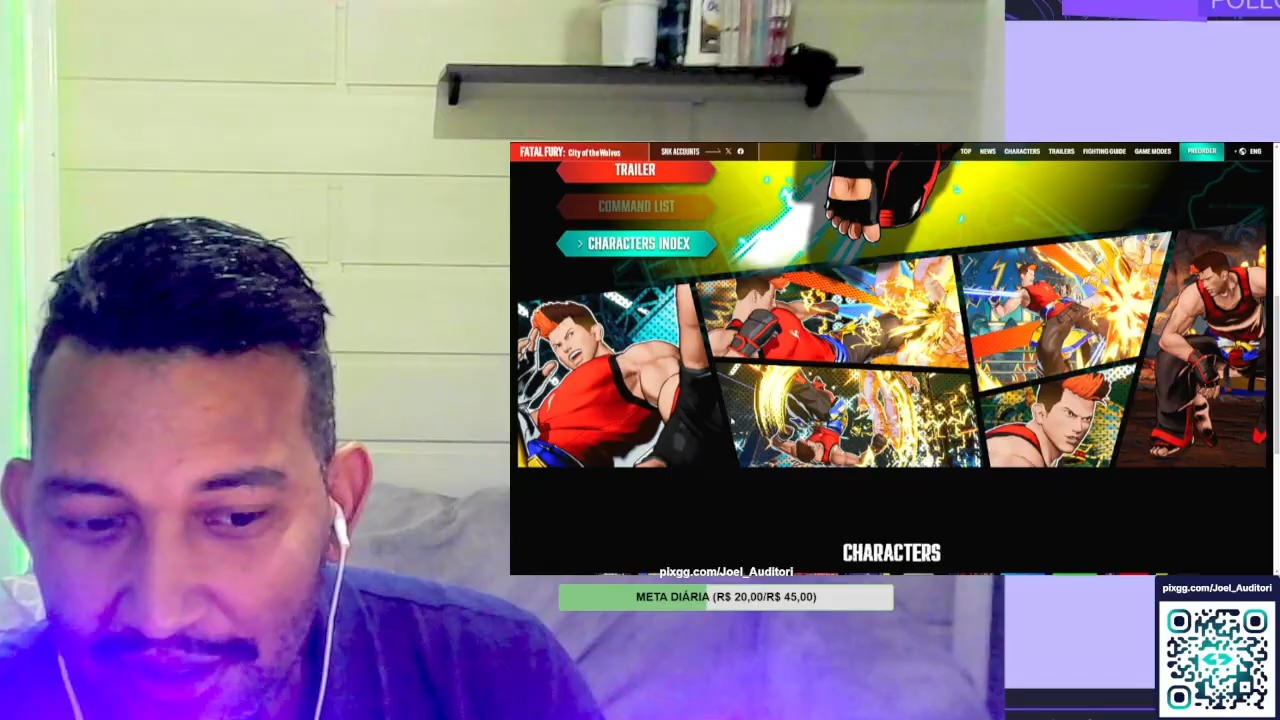 FATAL FURY: City of the Wolves
SNK ACCOUNTS
TOP NEWS CHARACTERS TRAILERS FIGHTING GUIDE GAME MODES PREORDER ENG
TRAILER
COMMAND LIST
> CHARACTERS INDEX
CHARACTERS
pixgg.com/Joel_Auditori
META DIÁRIA (R$ 20,00/R$ 45,00)
pixgg.com/Joel_Auditori